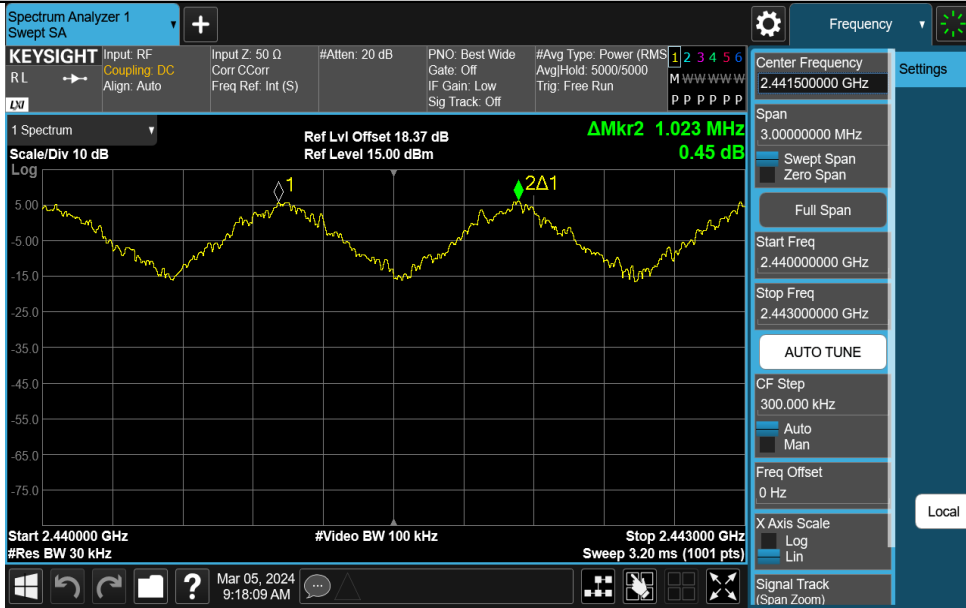 Spectrum Analyzer 1
Swept SA
+
Frequency
KEYSIGHT
RL
LXI
Input: RF
Coupling: DC
Align: Auto
Input Z: 50 Ω
Corr CCorr
Freq Ref: Int (S)
#Atten: 20 dB
PNO: Best Wide
Gate: Off
IF Gain: Low
Sig Track: Off
#Avg Type: Power (RMS
Avg|Hold: 5000/5000
Trig: Free Run
1 2 3 4 5 6
M W W W W W
P P P P P P
1 Spectrum
Scale/Div 10 dB
Log
Ref Lvl Offset 18.37 dB
Ref Level 15.00 dBm
ΔMkr2 1.023 MHz
0.45 dB
1
2Δ1
5.00
-5.00
-15.0
-25.0
-35.0
-45.0
-55.0
-65.0
-75.0
Start 2.440000 GHz
#Res BW 30 kHz
#Video BW 100 kHz
Stop 2.443000 GHz
Sweep 3.20 ms (1001 pts)
Center Frequency
2.441500000 GHz
Span
3.00000000 MHz
Swept Span
Zero Span
Full Span
Start Freq
2.440000000 GHz
Stop Freq
2.443000000 GHz
AUTO TUNE
CF Step
300.000 kHz
Auto
Man
Freq Offset
0 Hz
X Axis Scale
Log
Lin
Signal Track
(Span Zoom)
Settings
Local
?
Mar 05, 2024
9:18:09 AM